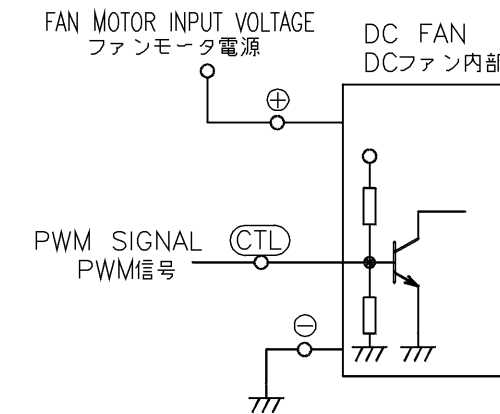 FAN MOTOR INPUT VOLTAGE
ファンモータ電源
DC FAN
DCファン内部
+
PWM SIGNAL
CTL
PWM信号
−